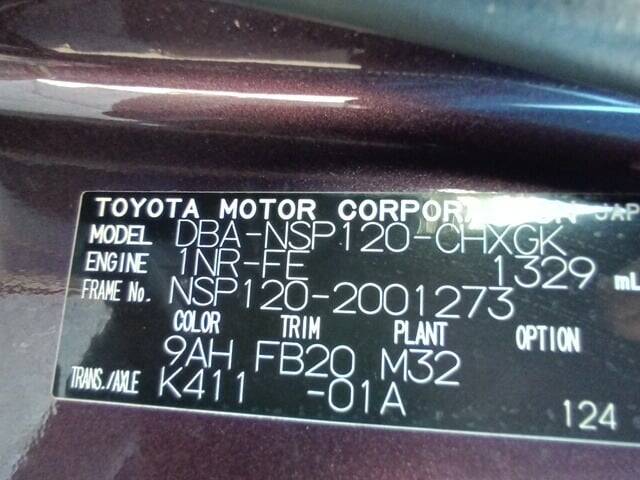 TOYOTA MOTOR CORPORATION JAPA
MODEL DBA-NSP120-CHXGK
ENGINE 1NR-FE 1329 mL
FRAME No. NSP120-2001273
COLOR TRIM PLANT OPTION
9AH FB20 M32
TRANS./AXLE K411 -01A
124